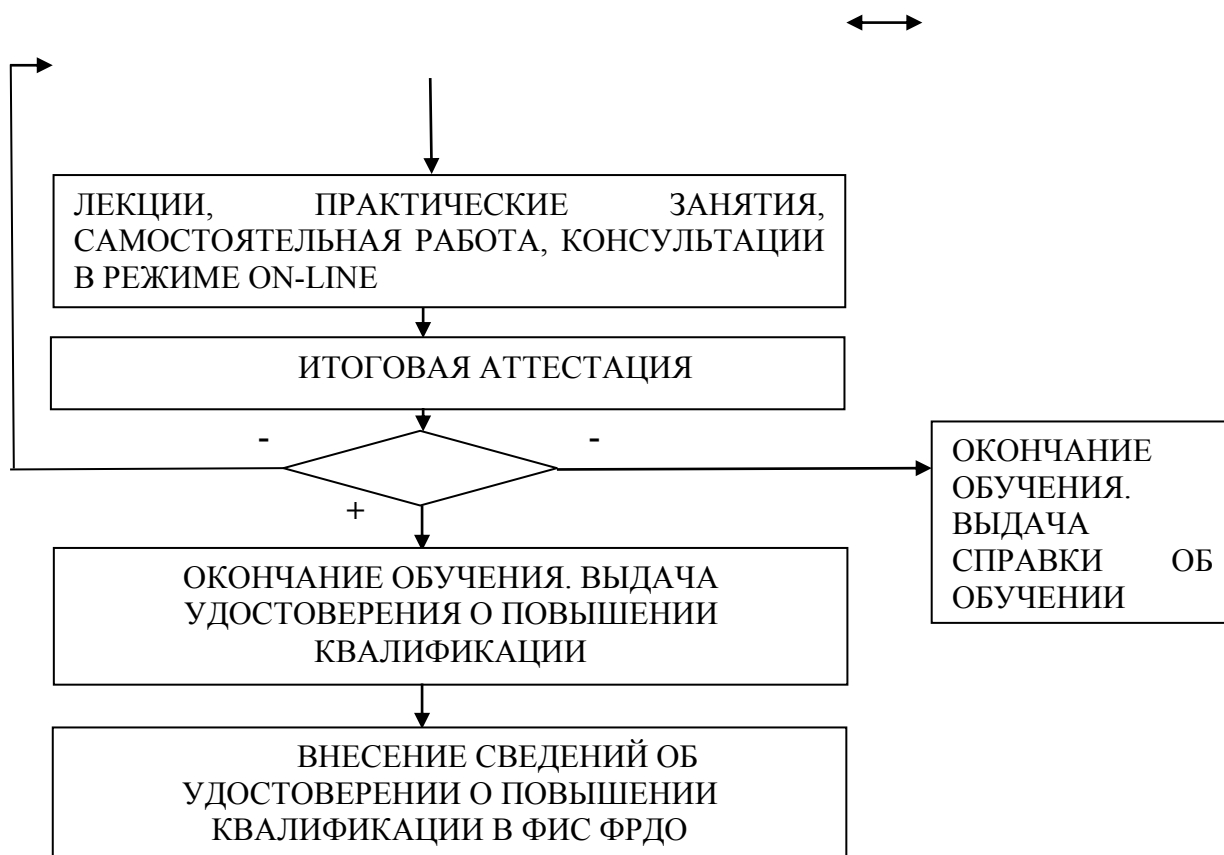 ЛЕКЦИИ, ПРАКТИЧЕСКИЕ ЗАНЯТИЯ,
САМОСТОЯТЕЛЬНАЯ РАБОТА, КОНСУЛЬТАЦИИ
В РЕЖИМЕ ON-LINE
ИТОГОВАЯ АТТЕСТАЦИЯ
- -
+
ОКОНЧАНИЕ
ОБУЧЕНИЯ.
ВЫДАЧА
СПРАВКИ ОБ
ОБУЧЕНИИ
ОКОНЧАНИЕ ОБУЧЕНИЯ. ВЫДАЧА
УДОСТОВЕРЕНИЯ О ПОВЫШЕНИИ
КВАЛИФИКАЦИИ
ВНЕСЕНИЕ СВЕДЕНИЙ ОБ
УДОСТОВЕРЕНИИ О ПОВЫШЕНИИ
КВАЛИФИКАЦИИ В ФИС ФРДО